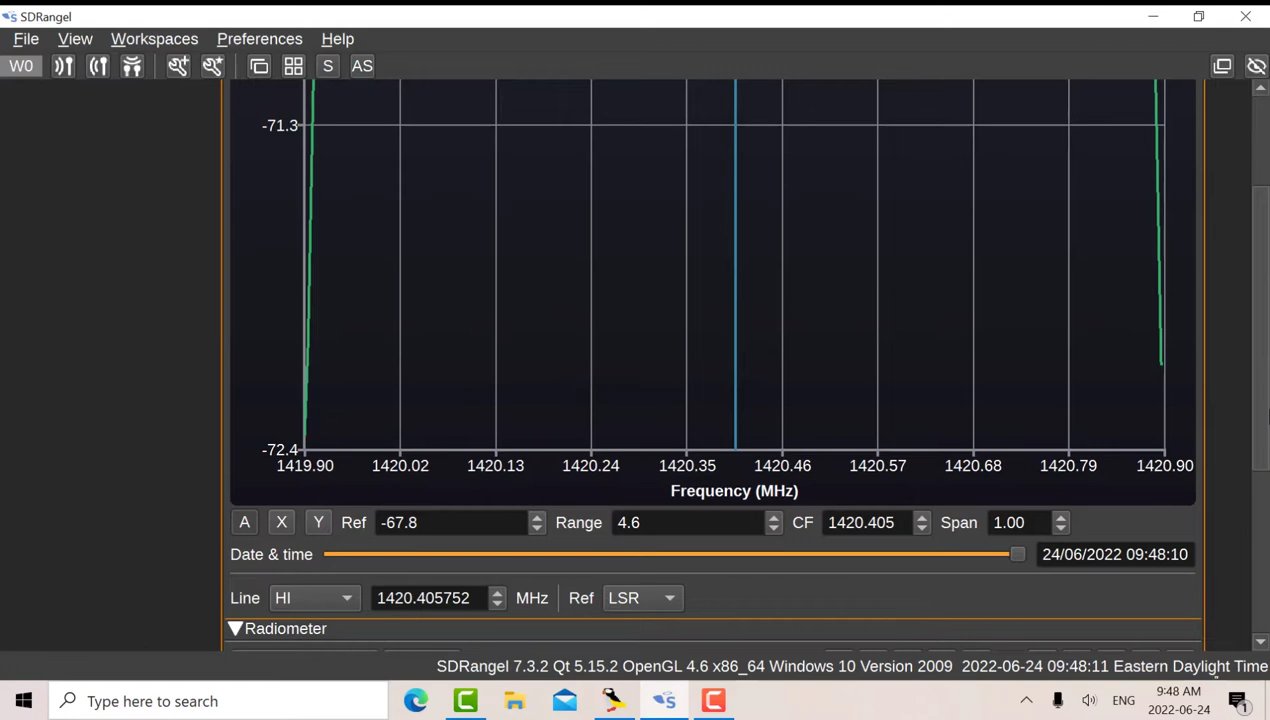 SDRangel
File View Workspaces Preferences Help
W0 S AS
-71.3
-72.4
1419.90 1420.02 1420.13 1420.24 1420.35 1420.46 1420.57 1420.68 1420.79 1420.90
Frequency (MHz)
A X Y Ref -67.8 Range 4.6 CF 1420.405 Span 1.00
Date & time 24/06/2022 09:48:10
Line HI 1420.405752 MHz Ref LSR
Radiometer
SDRangel 7.3.2 Qt 5.15.2 OpenGL 4.6 x86_64 Windows 10 Version 2009 2022-06-24 09:48:11 Eastern Daylight Time
Type here to search
ENG
9:48 AM
2022-06-24
1